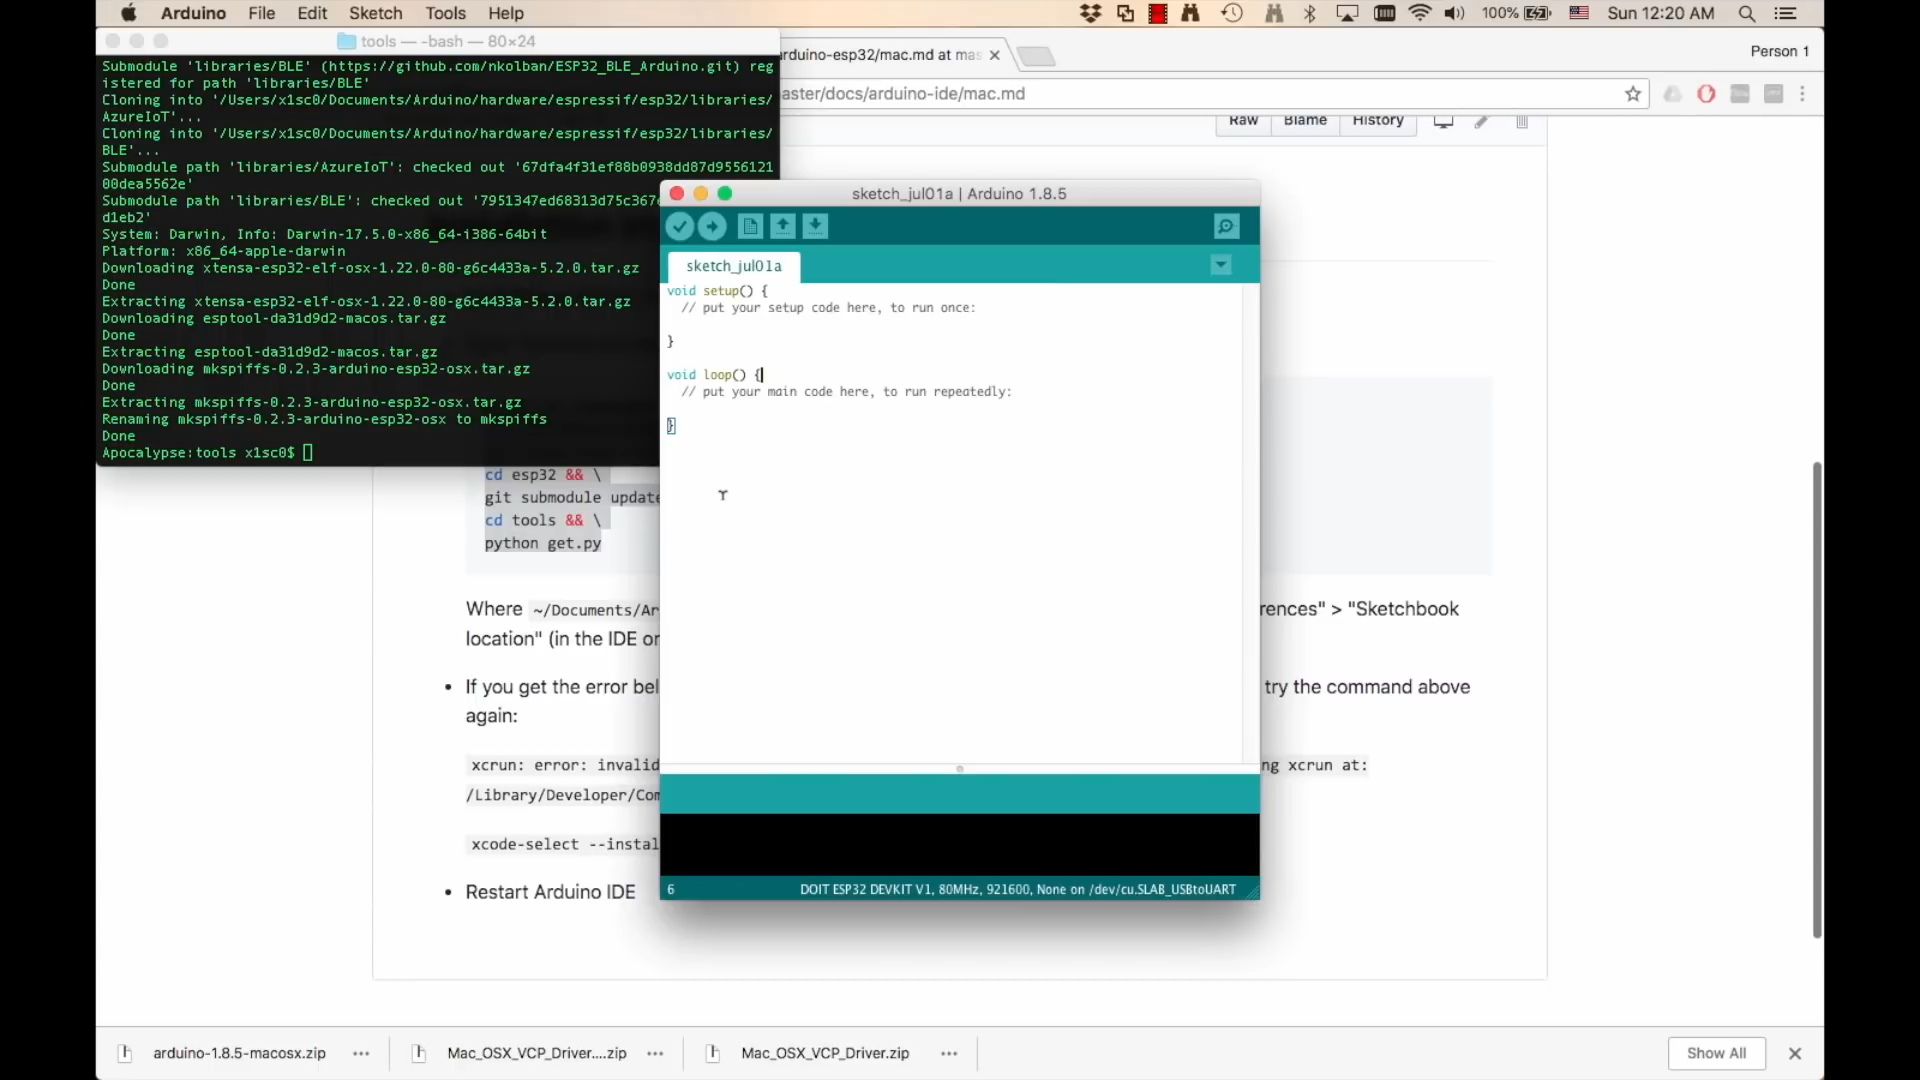 Arduino File Edit Sketch Tools Help 100% Sun 12:20 AM
tools — -bash — 80×24
Submodule 'libraries/BLE' (https://github.com/nkolban/ESP32_BLE_Arduino.git) reg
istered for path 'libraries/BLE'
Cloning into '/Users/x1sc0/Documents/Arduino/hardware/espressif/esp32/libraries/
AzureIoT'...
Cloning into '/Users/x1sc0/Documents/Arduino/hardware/espressif/esp32/libraries/
BLE'...
Submodule path 'libraries/AzureIoT': checked out '67dfa4f31ef88b0938dd87d9556121
00dea5562e'
Submodule path 'libraries/BLE': checked out '7951347ed68313d75c367
d1eb2'
System: Darwin, Info: Darwin-17.5.0-x86_64-i386-64bit
Platform: x86_64-apple-darwin
Downloading xtensa-esp32-elf-osx-1.22.0-80-g6c4433a-5.2.0.tar.gz
Done
Extracting xtensa-esp32-elf-osx-1.22.0-80-g6c4433a-5.2.0.tar.gz
Downloading esptool-da31d9d2-macos.tar.gz
Done
Extracting esptool-da31d9d2-macos.tar.gz
Downloading mkspiffs-0.2.3-arduino-esp32-osx.tar.gz
Done
Extracting mkspiffs-0.2.3-arduino-esp32-osx.tar.gz
Renaming mkspiffs-0.2.3-arduino-esp32-osx to mkspiffs
Done
Apocalypse:tools x1sc0$
rduino-esp32/mac.md at mas
Person 1
aster/docs/arduino-ide/mac.md
Raw Blame History
sketch_jul01a | Arduino 1.8.5
sketch_jul01a
void setup() {
// put your setup code here, to run once:
}
void loop() {
// put your main code here, to run repeatedly:
}
6 DOIT ESP32 DEVKIT V1, 80MHz, 921600, None on /dev/cu.SLAB_USBtoUART
cd esp32 && \
git submodule update
cd tools && \
python get.py
Where ~/Documents/Ar rences" > "Sketchbook
location" (in the IDE on
If you get the error bel try the command above
again:
xcrun: error: invalid ng xcrun at:
/Library/Developer/Com
xcode-select --instal
Restart Arduino IDE
arduino-1.8.5-macosx.zip Mac_OSX_VCP_Driver....zip Mac_OSX_VCP_Driver.zip Show All